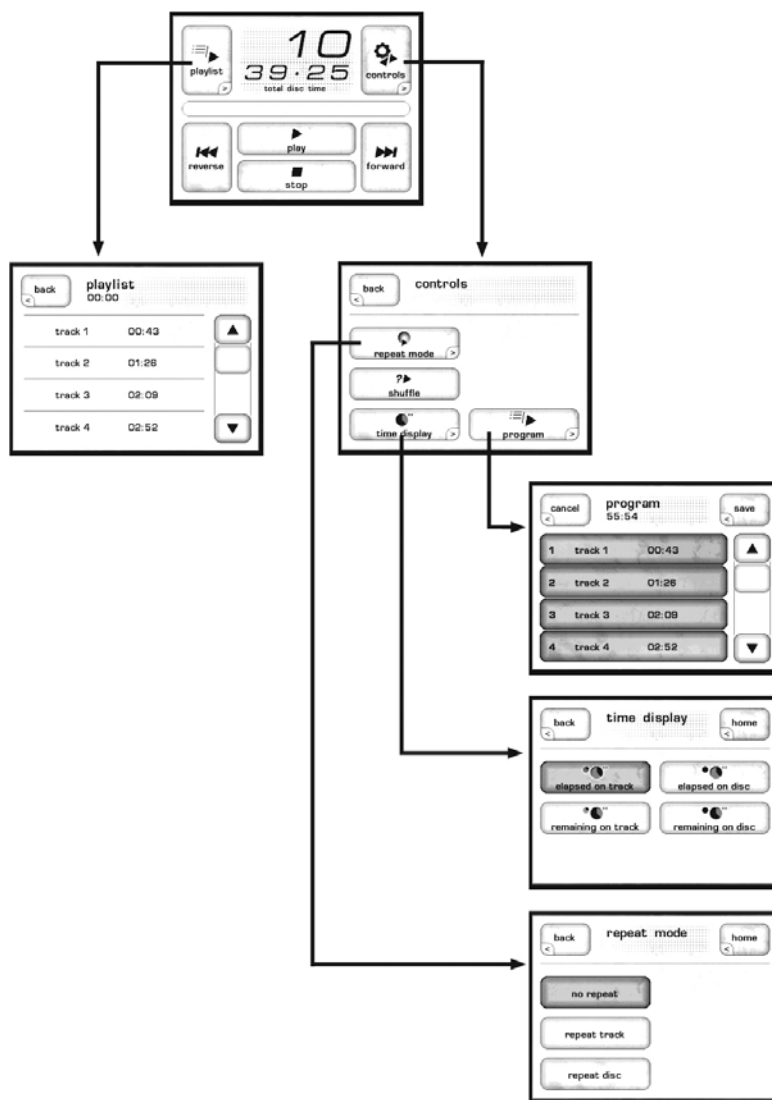 10
playlist
39·25
controls
total disc time
play
reverse
forward
stop
back
playlist
00:00
track 1 00:43
track 2 01:26
track 3 02:09
track 4 02:52
back
controls
repeat mode
?
shuffle
time display
program
cancel
program
save
55:54
1 track 1 00:43
2 track 2 01:26
3 track 3 02:09
4 track 4 02:52
back
time display
home
elapsed on track
elapsed on disc
remaining on track
remaining on disc
back
repeat mode
home
no repeat
repeat track
repeat disc